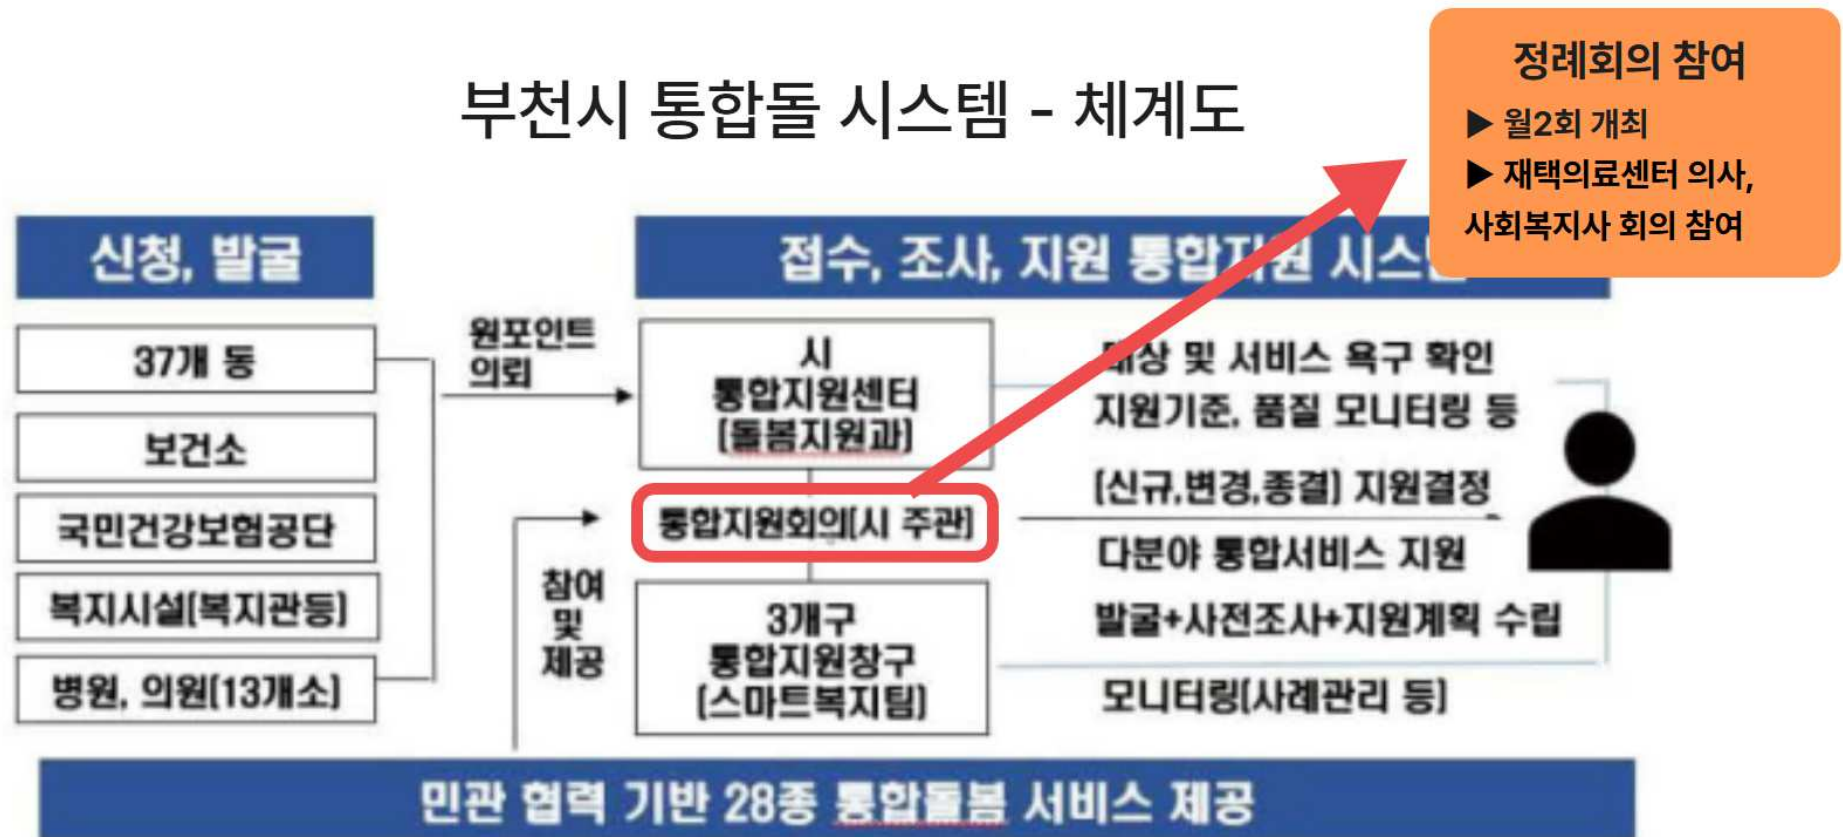 부천시 통합돌 시스템 - 체계도
정례회의 참여
▶ 월2회 개최
▶ 재택의료센터 의사,
사회복지사 회의 참여
신청, 발굴
37개 동
보건소
국민건강보험공단
복지시설(복지관등)
병원, 의원(13개소)
원포인트
의뢰
참여
및
제공
접수, 조사, 지원 통합지원
시
통합지원센터
(돌봄지원과)
통합지원회의(시 주관)
3개구
통합지원창구
(스마트복지팀)
및 서비스 욕구 확인
지원기준, 품질 모니터링 등
(신규,변경,종결) 지원결정
다분야 통합서비스 지원
발굴+사전조사+지원계획 수립
모니터링(사례관리 등)
민관 협력 기반 28종 통합돌봄 서비스 제공